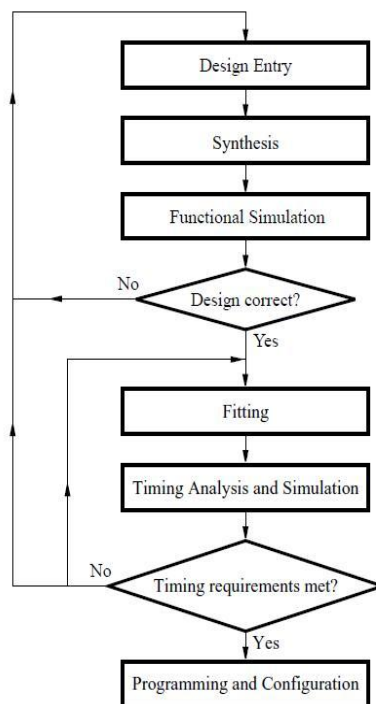 Design Entry
Synthesis
Functional Simulation
No
Design correct?
Yes
Fitting
Timing Analysis and Simulation
No
Timing requirements met?
Yes
Programming and Configuration